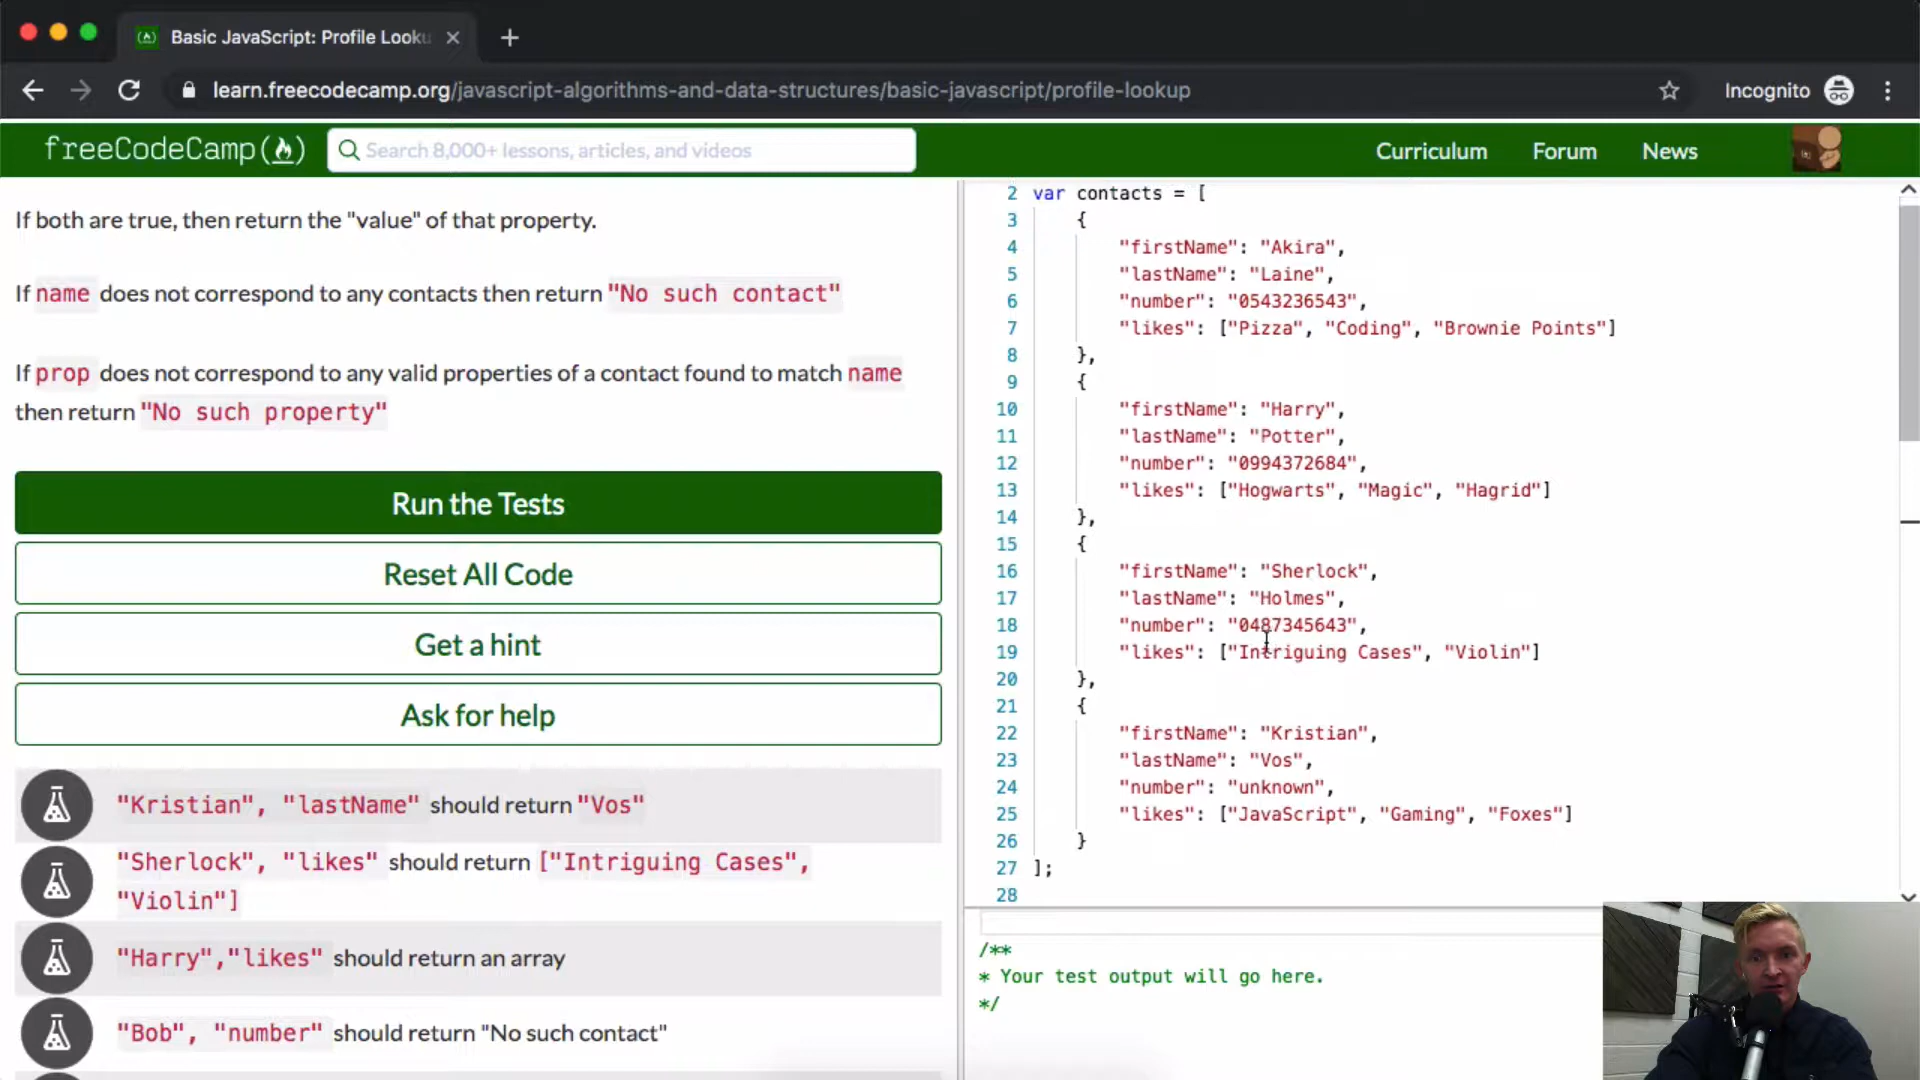 Basic JavaScript: Profile Looku
learn.freecodecamp.org/javascript-algorithms-and-data-structures/basic-javascript/profile-lookup
Incognito
freeCodeCamp
Search 8,000+ lessons, articles, and videos
Curriculum
Forum
News
If both are true, then return the "value" of that property.
If name does not correspond to any contacts then return "No such contact"
If prop does not correspond to any valid properties of a contact found to match name
then return "No such property"
Run the Tests
Reset All Code
Get a hint
Ask for help
"Kristian", "lastName" should return "Vos"
"Sherlock", "likes" should return ["Intriguing Cases",
"Violin"]
"Harry","likes" should return an array
"Bob", "number" should return "No such contact"
2 var contacts = [
3 {
4 "firstName": "Akira",
5 "lastName": "Laine",
6 "number": "0543236543",
7 "likes": ["Pizza", "Coding", "Brownie Points"]
8 },
9 {
10 "firstName": "Harry",
11 "lastName": "Potter",
12 "number": "0994372684",
13 "likes": ["Hogwarts", "Magic", "Hagrid"]
14 },
15 {
16 "firstName": "Sherlock",
17 "lastName": "Holmes",
18 "number": "0487345643",
19 "likes": ["Intriguing Cases", "Violin"]
20 },
21 {
22 "firstName": "Kristian",
23 "lastName": "Vos",
24 "number": "unknown",
25 "likes": ["JavaScript", "Gaming", "Foxes"]
26 }
27 ];
28
/**
* Your test output will go here.
*/